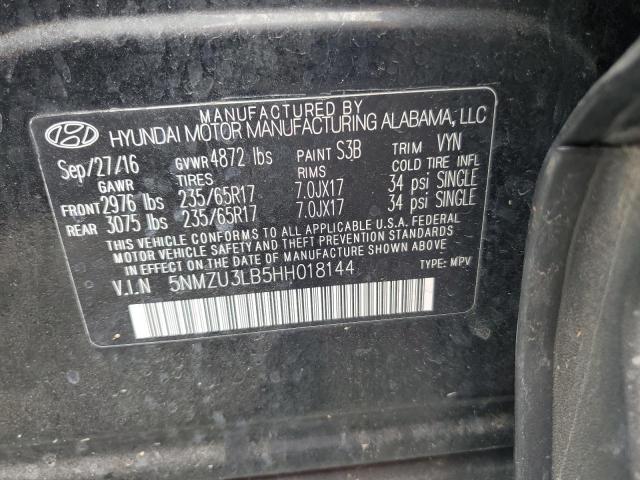 MANUFACTURED BY
HYUNDAI MOTOR MANUFACTURING ALABAMA, LLC
Sep/27/16 GVWR 4872 lbs PAINT S3B TRIM VYN
GAWR TIRES RIMS COLD TIRE INFL
FRONT 2976 lbs 235/65R17 7.0JX17 34 psi SINGLE
REAR 3075 lbs 235/65R17 7.0JX17 34 psi SINGLE
THIS VEHICLE CONFORMS TO ALL APPLICABLE U.S.A. FEDERAL
MOTOR VEHICLE SAFETY AND THEFT PREVENTION STANDARDS
IN EFFECT ON THE DATE OF MANUFACTURE SHOWN ABOVE.
V.I.N 5NMZU3LB5HH018144 TYPE: MPV